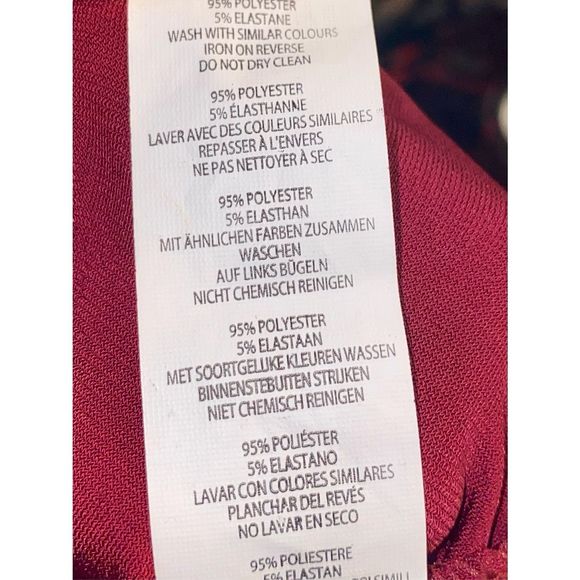 95% POLYESTER
5% ELASTANE
WASH WITH SIMILAR COLOURS
IRON ON REVERSE
DO NOT DRY CLEAN
95% POLYESTER
5% ÉLASTHANNE
LAVER AVEC DES COULEURS SIMILAIRES
REPASSER À L'ENVERS
NE PAS NETTOYER À SEC
95% POLYESTER
5% ELASTHAN
MIT ÄHNLICHEN FARBEN ZUSAMMEN
WASCHEN
AUF LINKS BÜGELN
NICHT CHEMISCH REINIGEN
95% POLYESTER
5% ELASTAAN
MET SOORTGELIJKE KLEUREN WASSEN
BINNENSTEBUITEN STRIJKEN
NIET CHEMISCH REINIGEN
95% POLIÉSTER
5% ELASTANO
LAVAR CON COLORES SIMILARES
PLANCHAR DEL REVÉS
NO LAVAR EN SECO
95% POLIESTERE
5% ELASTAN